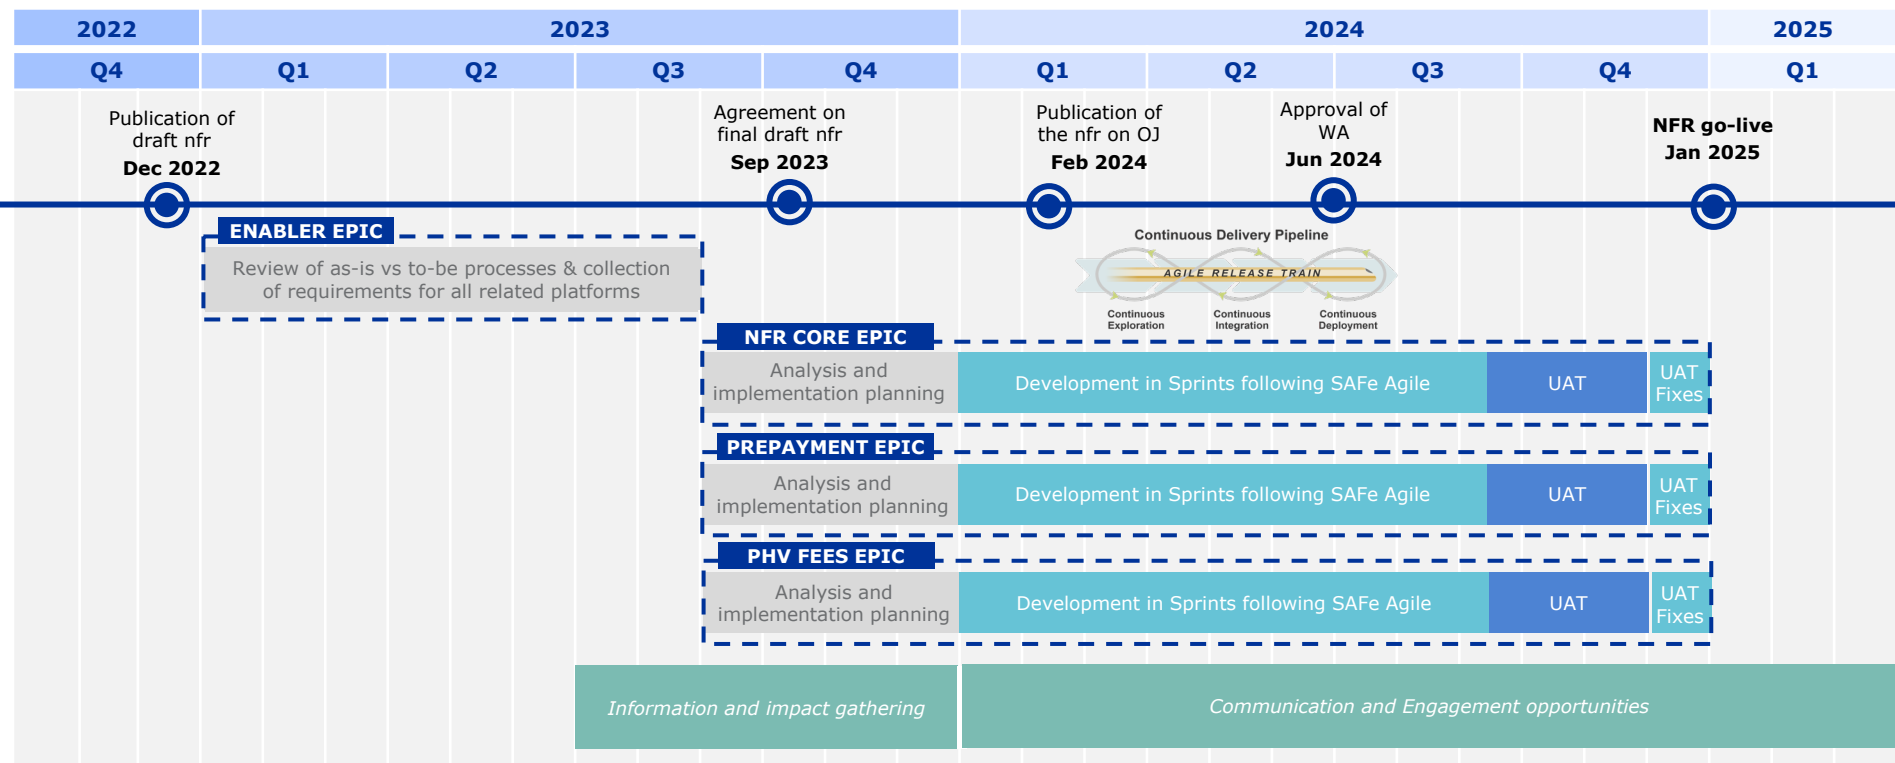 2022
2023
2024
2025
Q4
Q1
Q2
Q3
Q4
Q1
Q2
Q3
Q4
Q1
Publication of
draft nfr
Dec 2022
Agreement on
final draft nfr
Sep 2023
Publication of
the nfr on OJ
Feb 2024
Approval of
WA
Jun 2024
NFR go-live
Jan 2025
ENABLER EPIC
Review of as-is vs to-be processes & collection
of requirements for all related platforms
Continuous Delivery Pipeline
AGILE RELEASE TRAIN
Continuous
Exploration
Continuous
Integration
Continuous
Deployment
NFR CORE EPIC
Analysis and
implementation planning
Development in Sprints following SAFe Agile
UAT
UAT
Fixes
PREPAYMENT EPIC
Analysis and
implementation planning
Development in Sprints following SAFe Agile
UAT
UAT
Fixes
PHV FEES EPIC
Analysis and
implementation planning
Development in Sprints following SAFe Agile
UAT
UAT
Fixes
Information and impact gathering
Communication and Engagement opportunities